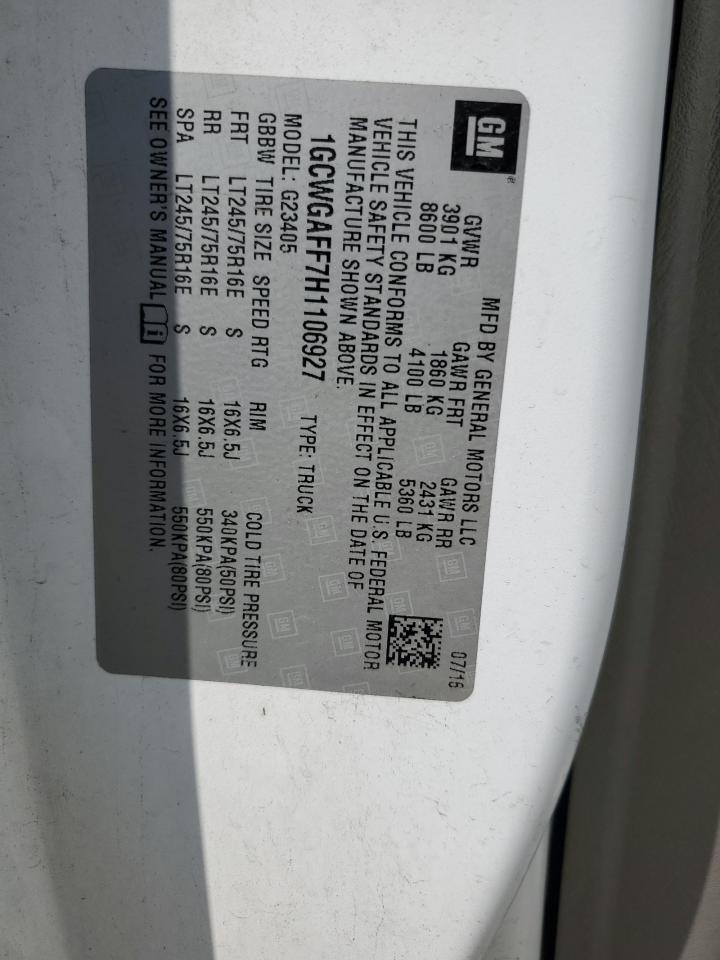 GM
MFD BY GENERAL MOTORS LLC 07/16
GVWR GAWR FRT GAWR RR
3901 KG 1860 KG 2431 KG
8600 LB 4100 LB 5360 LB
THIS VEHICLE CONFORMS TO ALL APPLICABLE U.S. FEDERAL MOTOR
VEHICLE SAFETY STANDARDS IN EFFECT ON THE DATE OF
MANUFACTURE SHOWN ABOVE.
1GCWGAFF7H1106927 TYPE: TRUCK
MODEL: G23405
GBBW TIRE SIZE SPEED RTG RIM COLD TIRE PRESSURE
FRT LT245/75R16E S 16X6.5J 340KPA(50PSI)
RR LT245/75R16E S 16X6.5J 550KPA(80PSI)
SPA LT245/75R16E S 16X6.5J 550KPA(80PSI)
SEE OWNER'S MANUAL FOR MORE INFORMATION.